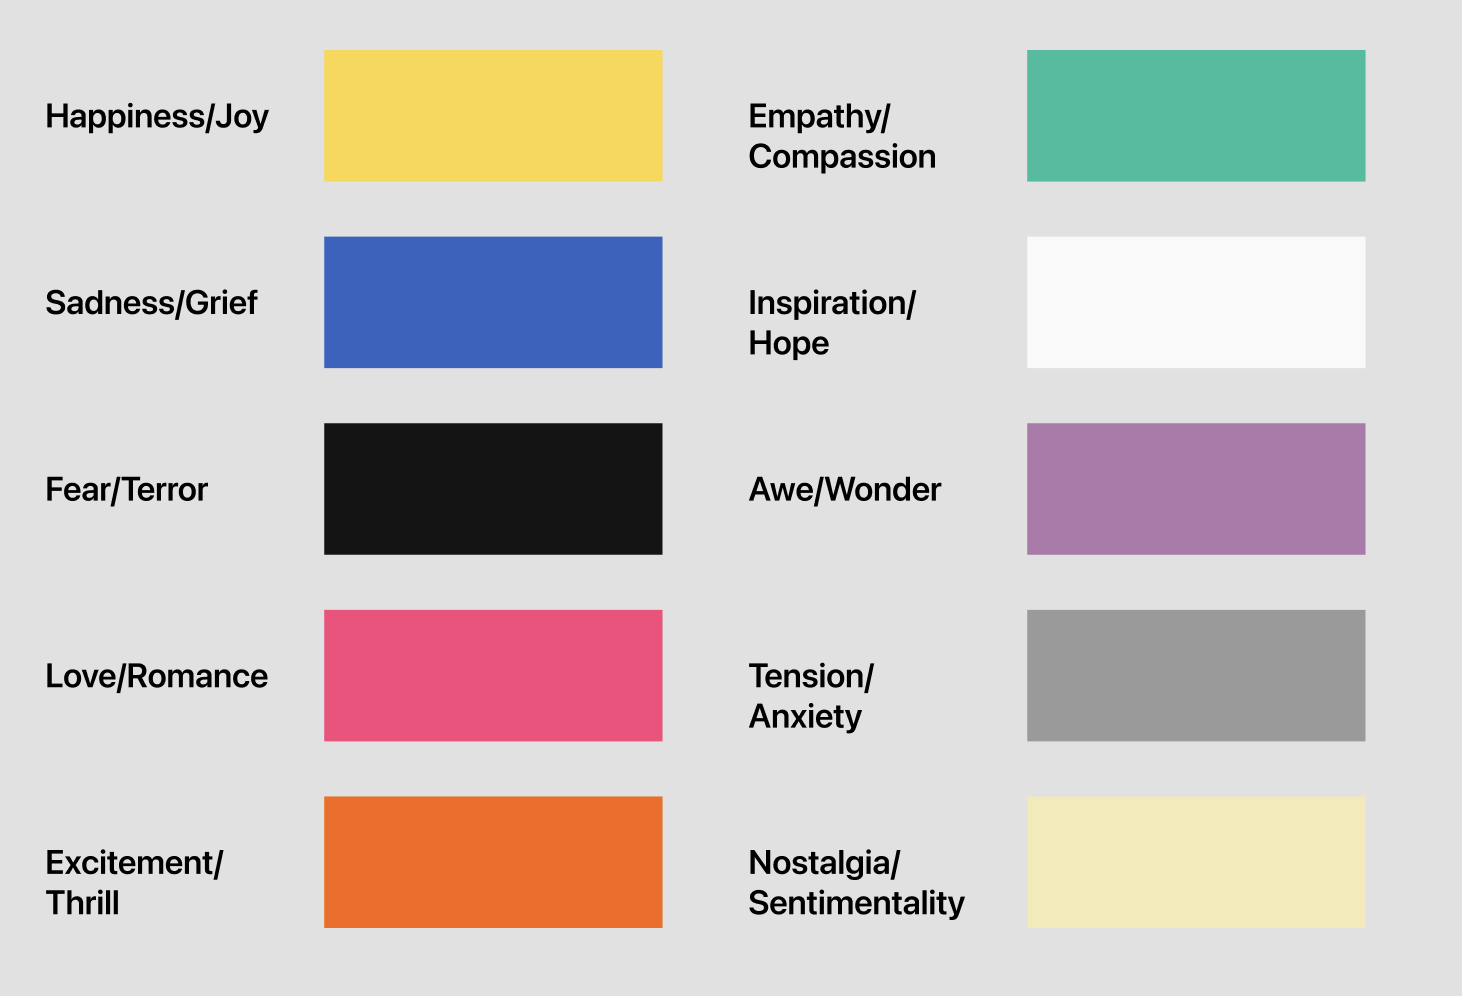 Happiness/Joy
Sadness/Grief
Fear/Terror
Love/Romance
Excitement/
Thrill
Empathy/
Compassion
Inspiration/
Hope
Awe/Wonder
Tension/
Anxiety
Nostalgia/
Sentimentality